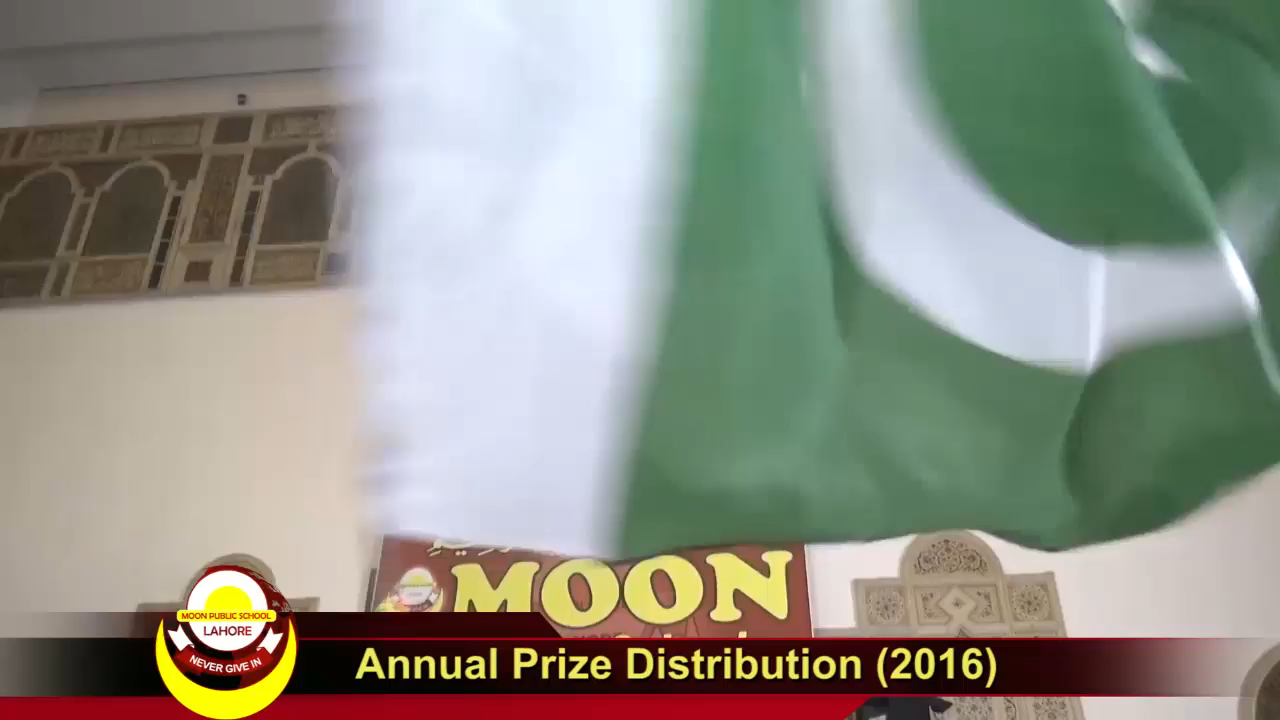 MOON
MOON PUBLIC SCHOOL
LAHORE
NEVER GIVE IN
Annual Prize Distribution (2016)